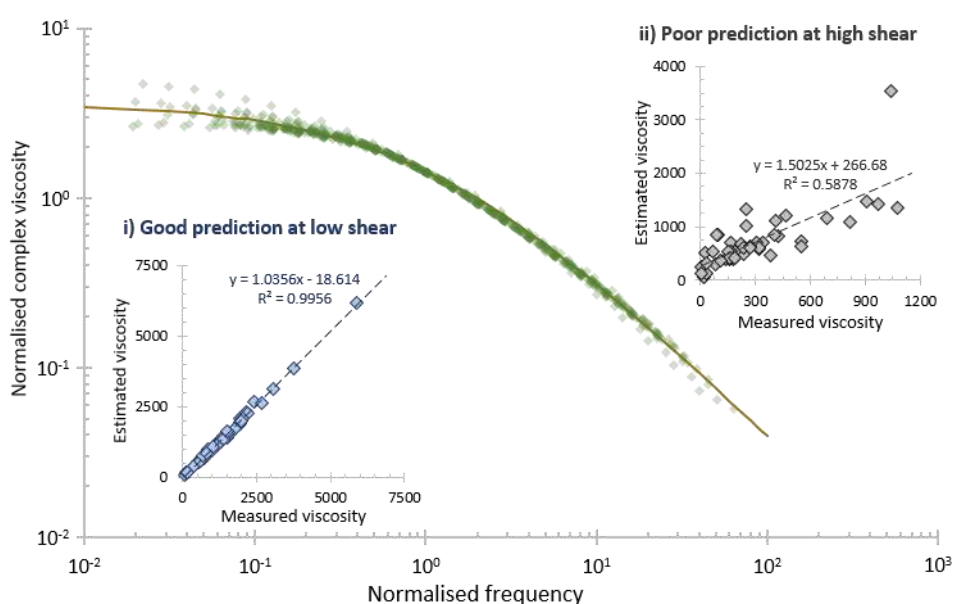 10¹
10⁰
10⁻¹
10⁻²
Normalised complex viscosity
10⁻²
10⁻¹
10⁰
10¹
10²
10³
Normalised frequency
i) Good prediction at low shear
7500
5000
2500
0
Estimated viscosity
y = 1.0356x - 18.614
R² = 0.9956
0
2500
5000
7500
Measured viscosity
ii) Poor prediction at high shear
4000
3000
2000
1000
0
Estimated viscosity
y = 1.5025x + 266.68
R² = 0.5878
0
300
600
900
1200
Measured viscosity